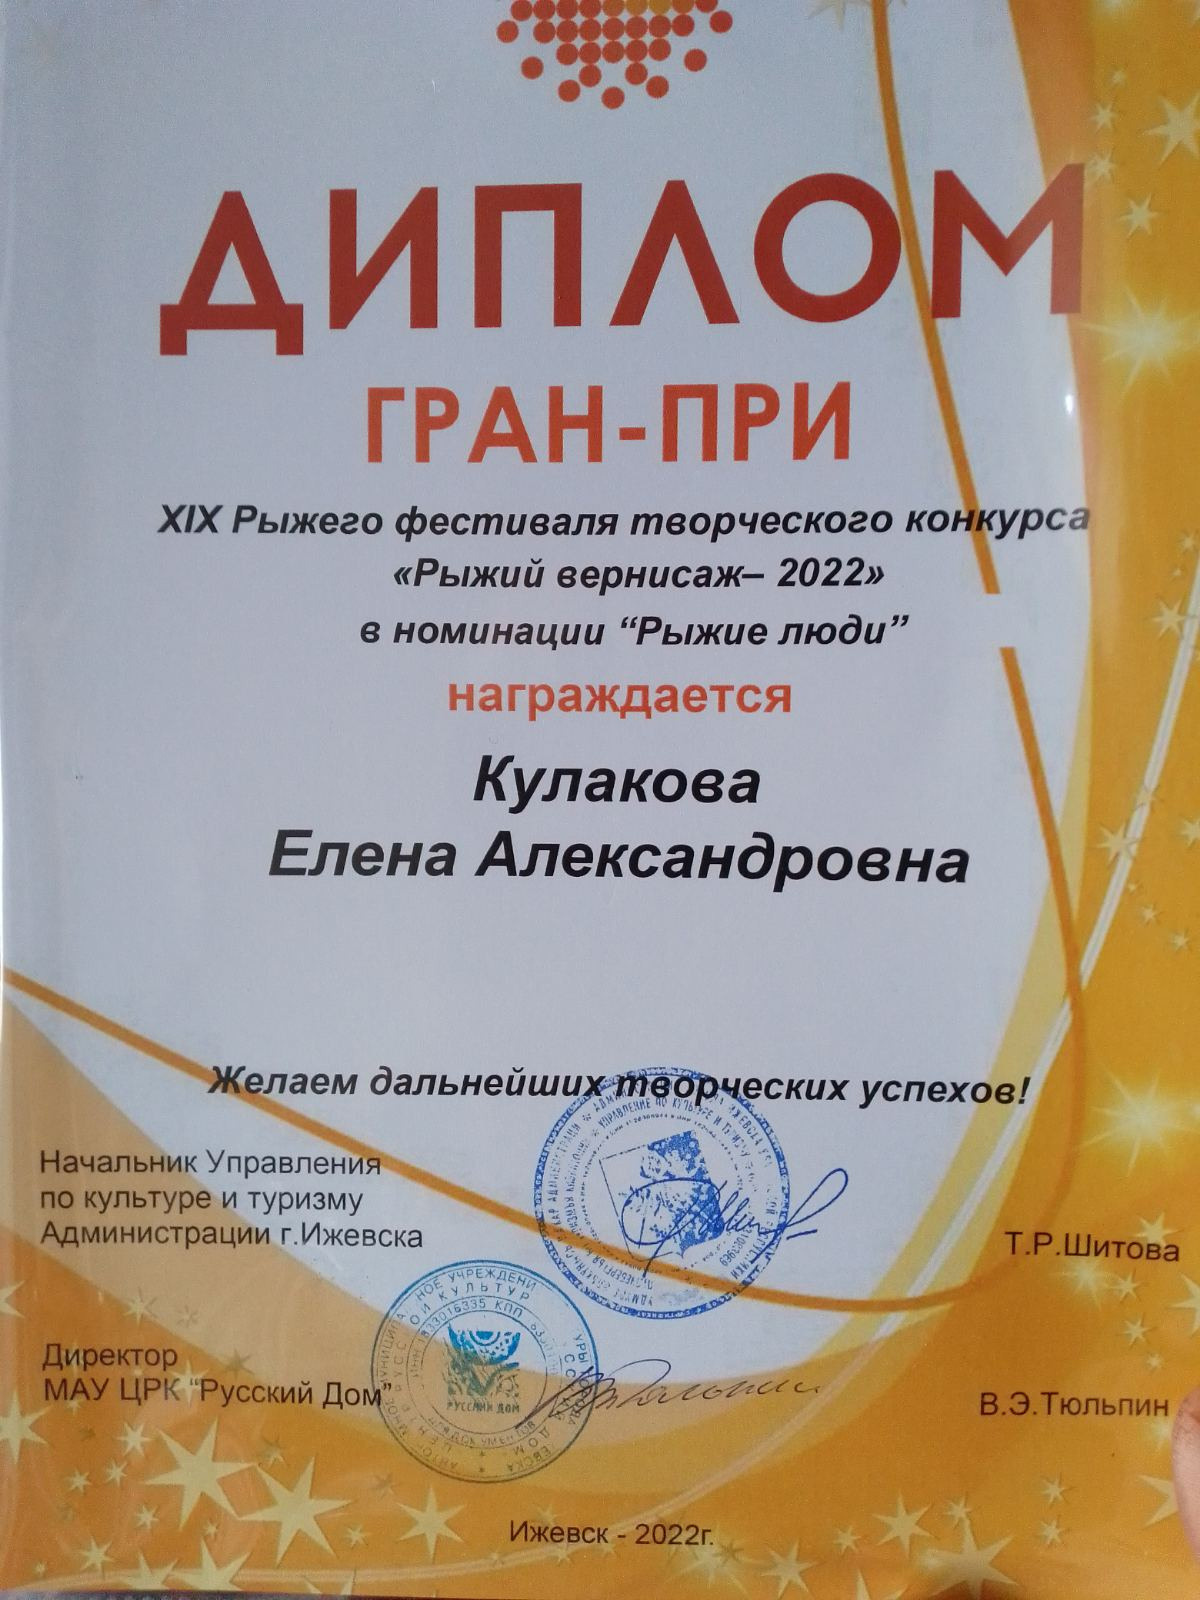 ДИПЛОМ
ГРАН-ПРИ
XIX Рыжего фестиваля творческого конкурса
«Рыжий вернисаж– 2022»
в номинации “Рыжие люди”
награждается
Кулакова
Елена Александровна
Желаем дальнейших творческих успехов!
Начальник Управления
по культуре и туризму
Администрации г.Ижевска
Т.Р.Шитова
Директор
МАУ ЦРК “Русский Дом”
В.Э.Тюльпин
РУССКИЙ ДОМ
Ижевск - 2022г.